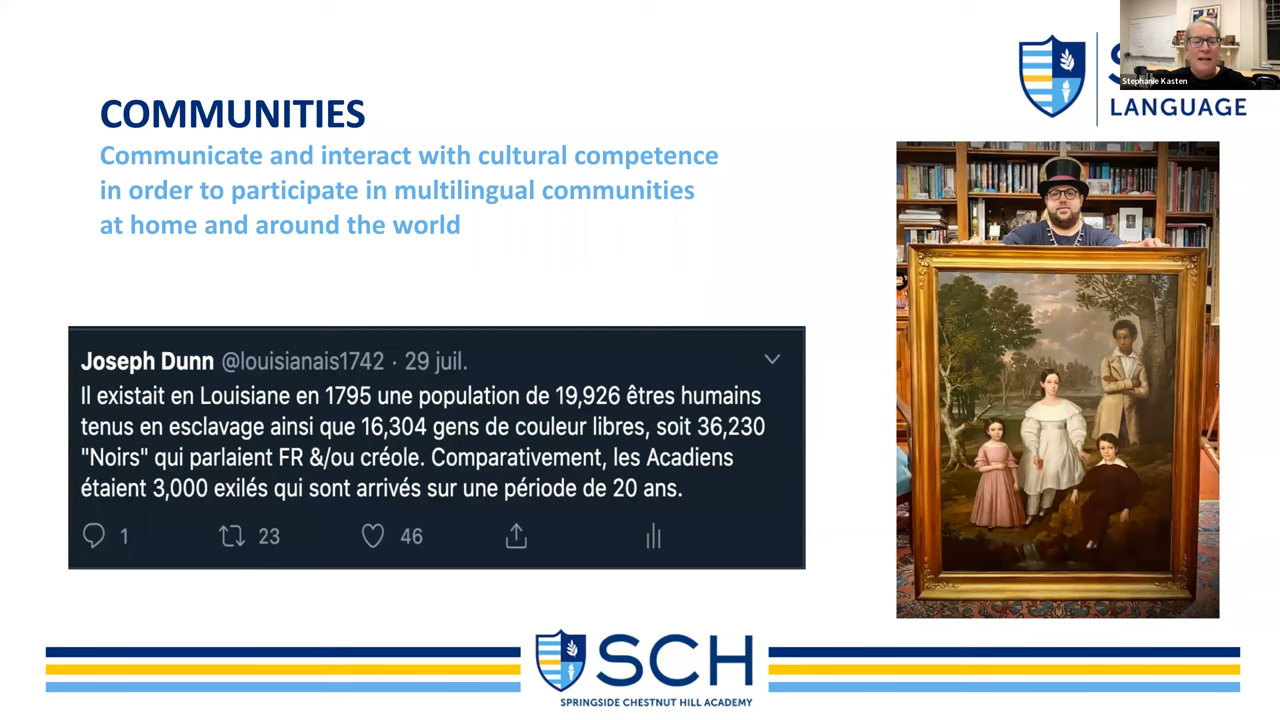 COMMUNITIES
Communicate and interact with cultural competence
in order to participate in multilingual communities
at home and around the world
S
LANGUAGE
Stephanie Kasten
Joseph Dunn @louisianais1742 · 29 juil.
Il existait en Louisiane en 1795 une population de 19,926 êtres humains
tenus en esclavage ainsi que 16,304 gens de couleur libres, soit 36,230
"Noirs" qui parlaient FR &/ou créole. Comparativement, les Acadiens
étaient 3,000 exilés qui sont arrivés sur une période de 20 ans.
1 23 46
SCH
SPRINGSIDE CHESTNUT HILL ACADEMY